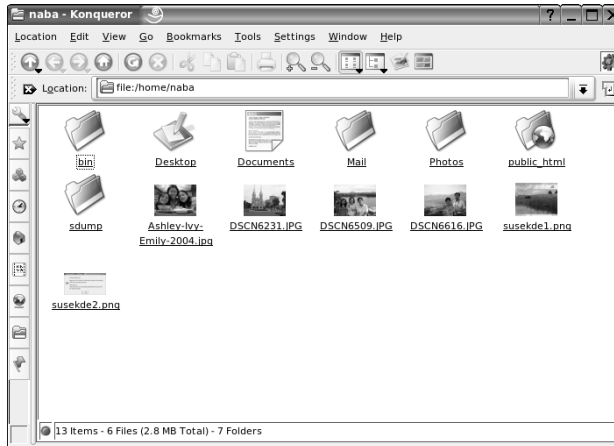 naba - Konqueror
Location Edit View Go Bookmarks Tools Settings Window Help
Location: file:/home/naba
bin Desktop Documents Mail Photos public_html
sdump Ashley-Ivy-Emily-2004.jpg DSCN6231.JPG DSCN6509.JPG DSCN6616.JPG susekde1.png
susekde2.png
13 Items - 6 Files (2.8 MB Total) - 7 Folders